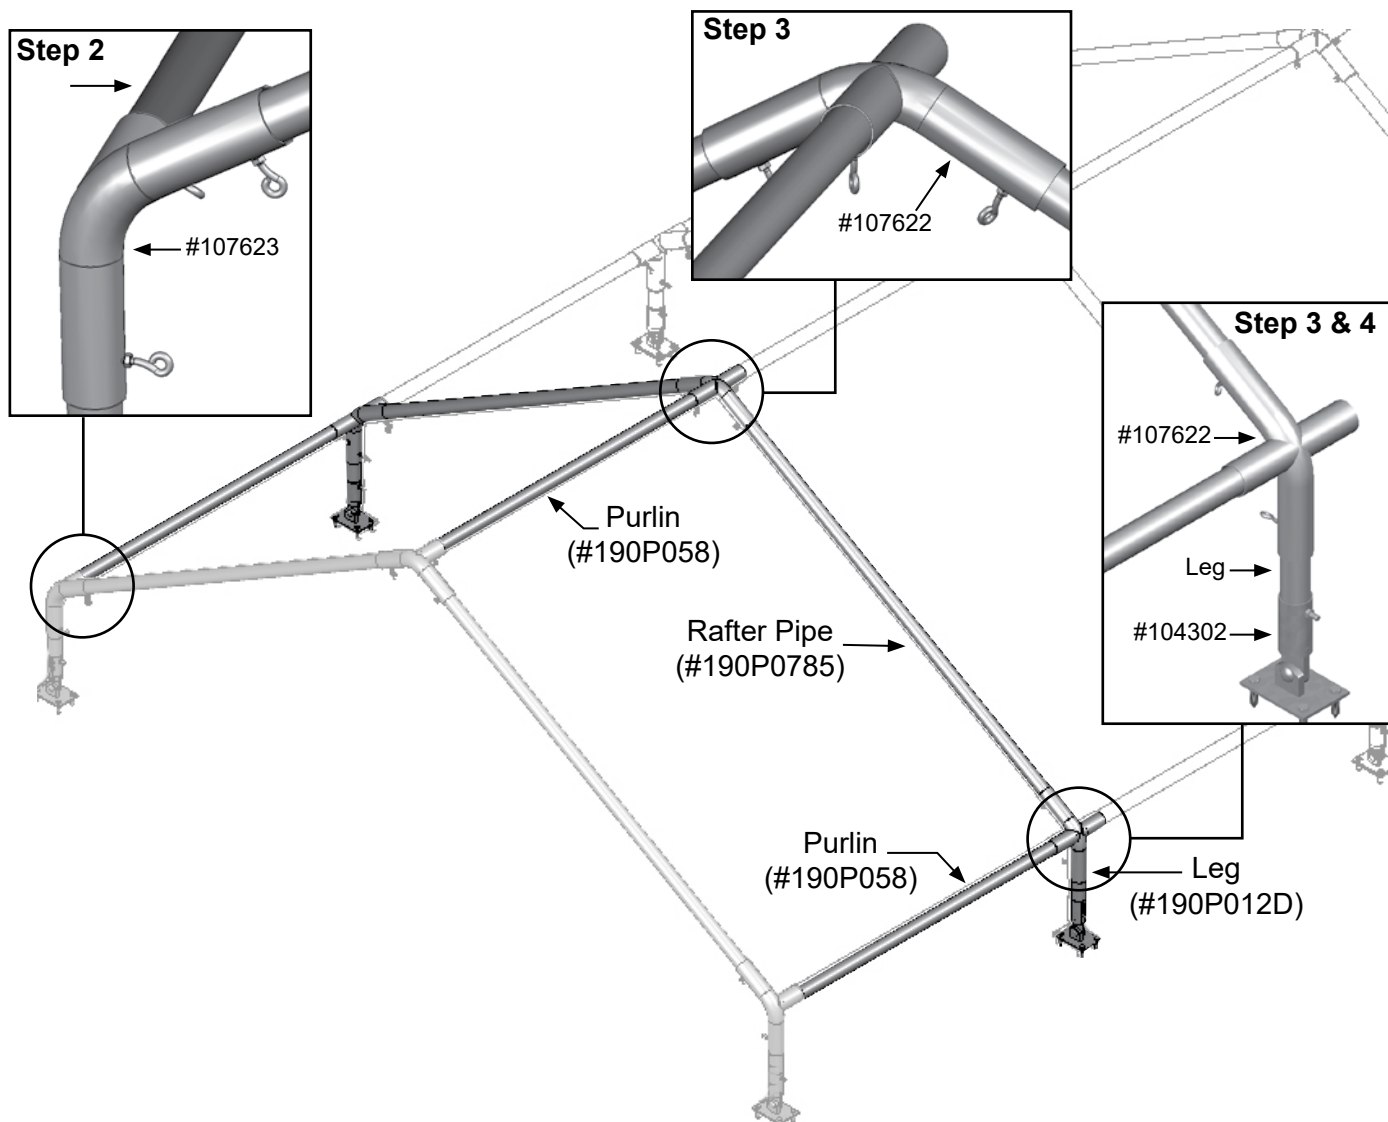 Step 2
#107623
Step 3
#107622
Step 3 & 4
#107622
Leg
#104302
Purlin
(#190P058)
Rafter Pipe
(#190P0785)
Purlin
(#190P058)
Leg
(#190P012D)